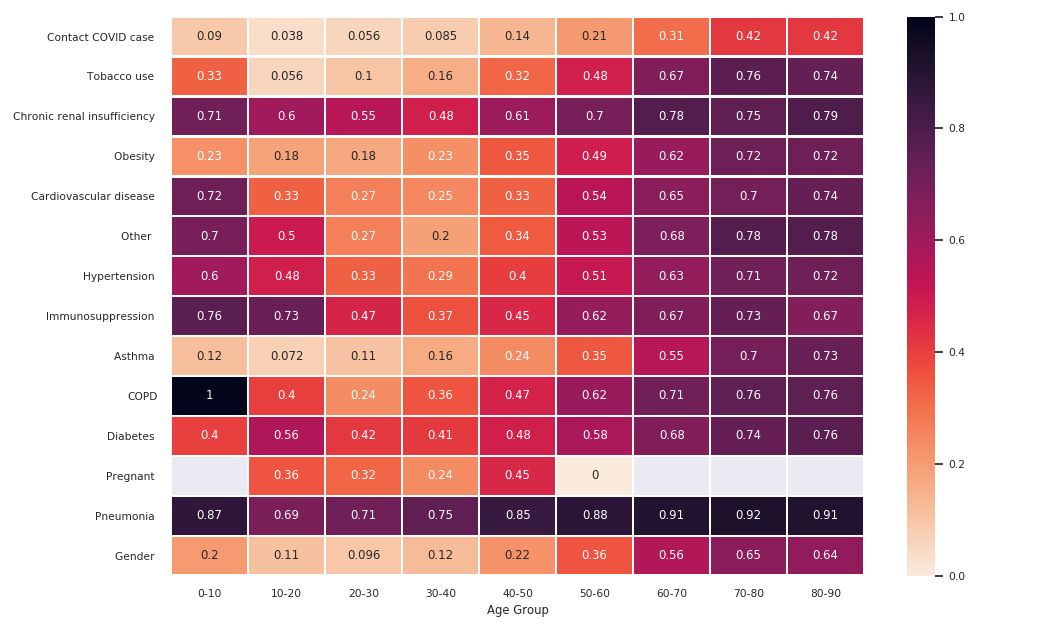 Contact COVID case 0.09 0.038 0.056 0.085 0.14 0.21 0.31 0.42 0.42 1.0
Tobacco use 0.33 0.056 0.1 0.16 0.32 0.48 0.67 0.76 0.74
Chronic renal insufficiency 0.71 0.6 0.55 0.48 0.61 0.7 0.78 0.75 0.79 0.8
Obesity 0.23 0.18 0.18 0.23 0.35 0.49 0.62 0.72 0.72
Cardiovascular disease 0.72 0.33 0.27 0.25 0.33 0.54 0.65 0.7 0.74
Other 0.7 0.5 0.27 0.2 0.34 0.53 0.68 0.78 0.78 0.6
Hypertension 0.6 0.48 0.33 0.29 0.4 0.51 0.63 0.71 0.72
Immunosuppression 0.76 0.73 0.47 0.37 0.45 0.62 0.67 0.73 0.67
Asthma 0.12 0.072 0.11 0.16 0.24 0.35 0.55 0.7 0.73 0.4
COPD 1 0.4 0.24 0.36 0.47 0.62 0.71 0.76 0.76
Diabetes 0.4 0.56 0.42 0.41 0.48 0.58 0.68 0.74 0.76
Pregnant 0.36 0.32 0.24 0.45 0 0.2
Pneumonia 0.87 0.69 0.71 0.75 0.85 0.88 0.91 0.92 0.91
Gender 0.2 0.11 0.096 0.12 0.22 0.36 0.56 0.65 0.64 0.0
0-10 10-20 20-30 30-40 40-50 50-60 60-70 70-80 80-90
Age Group